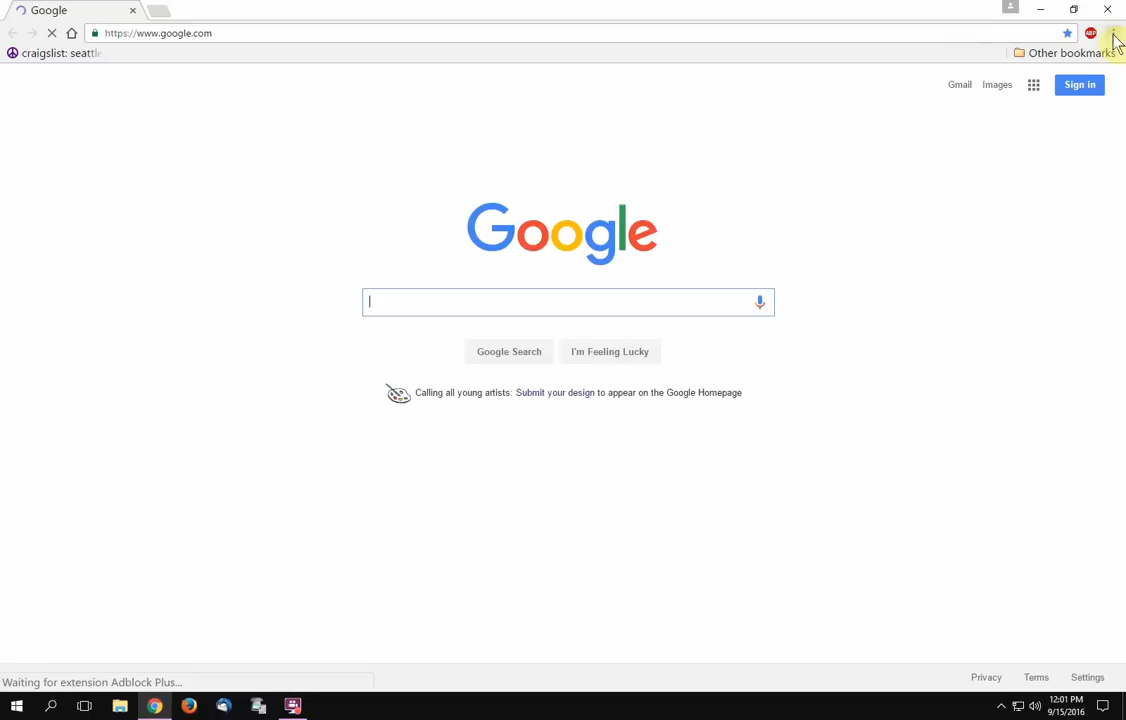 Google
https://www.google.com
ABP
craigslist: seattle
Other bookmarks
Gmail Images Sign in
Google
Google Search I'm Feeling Lucky
Calling all young artists: Submit your design to appear on the Google Homepage
Waiting for extension Adblock Plus...
Privacy Terms Settings
12:01 PM
9/15/2016